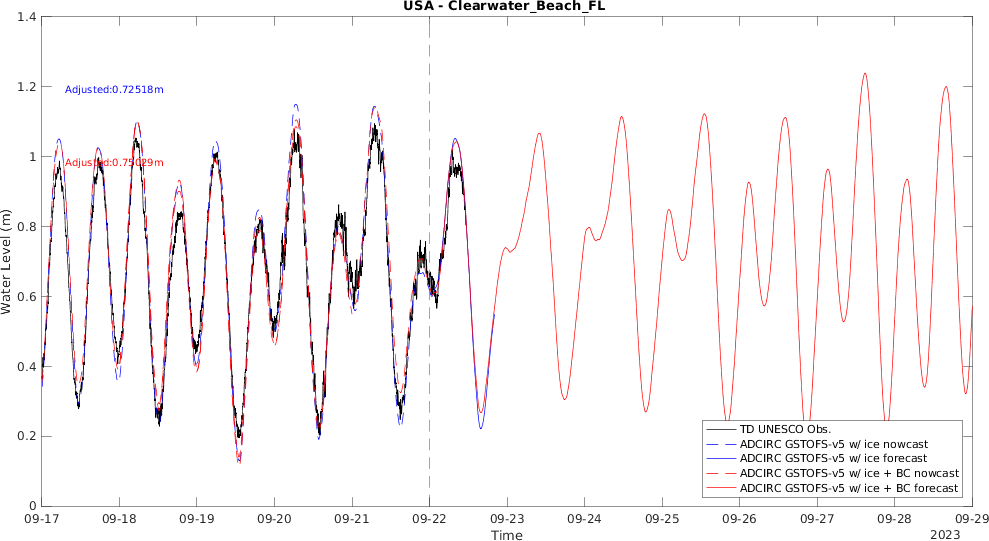 USA - Clearwater_Beach_FL
1.4
1.2
1
0.8
0.6
0.4
0.2
0
Water Level (m)
Adjusted:0.72518m
Adjusted:0.75029m
TD UNESCO Obs.
ADCIRC GSTOFS-v5 w/ ice nowcast
ADCIRC GSTOFS-v5 w/ ice forecast
ADCIRC GSTOFS-v5 w/ ice + BC nowcast
ADCIRC GSTOFS-v5 w/ ice + BC forecast
09-17 09-18 09-19 09-20 09-21 09-22 09-23 09-24 09-25 09-26 09-27 09-28 09-29
Time
2023